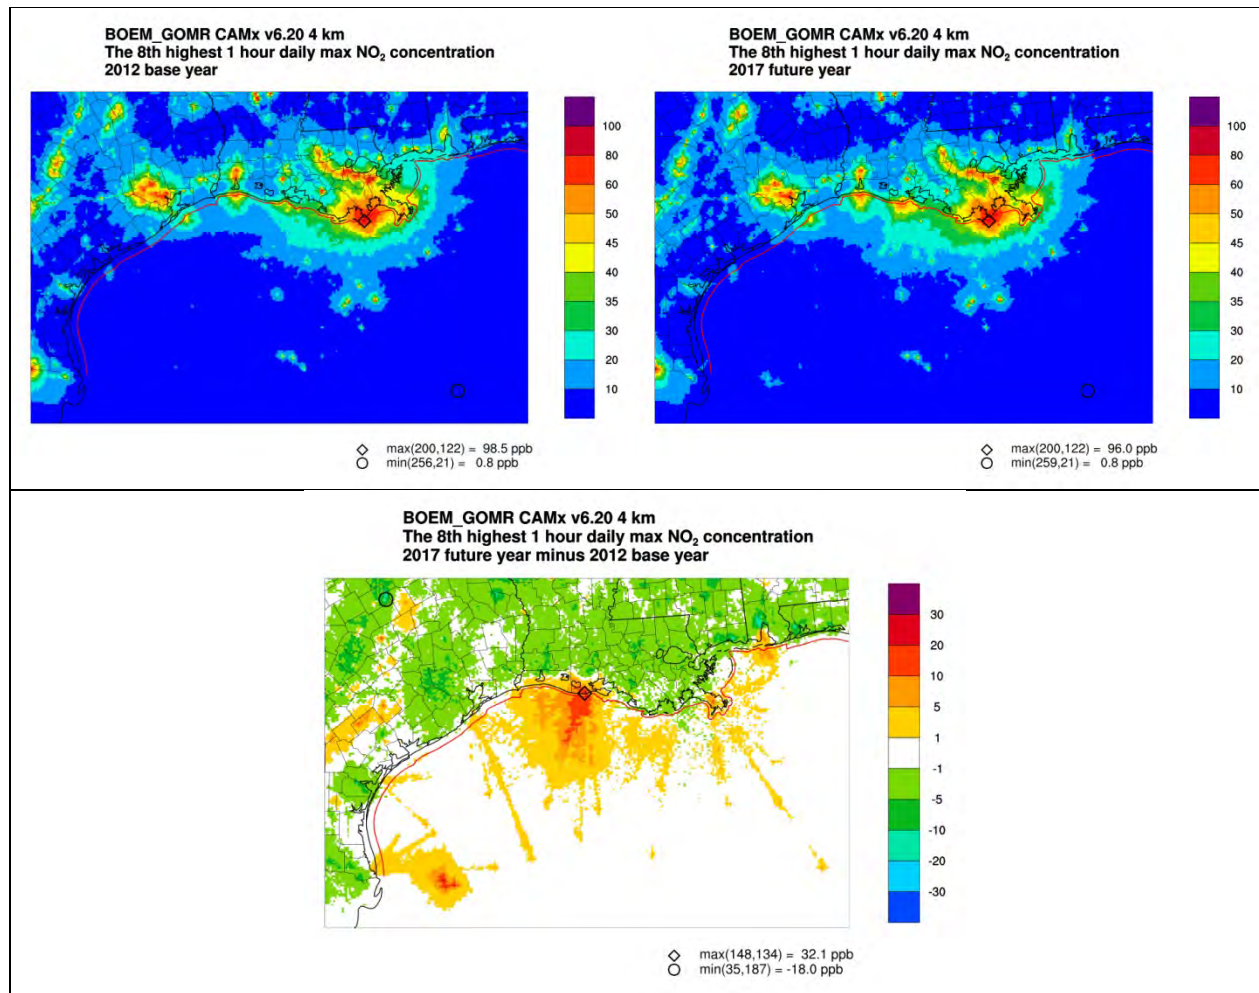 BOEM_GOMR CAMx v6.20 4 km
The 8th highest 1 hour daily max NO₂ concentration
2012 base year
100
80
60
50
45
40
35
30
20
10
max(200,122) = 98.5 ppb
min(256,21) = 0.8 ppb
BOEM_GOMR CAMx v6.20 4 km
The 8th highest 1 hour daily max NO₂ concentration
2017 future year
100
80
60
50
45
40
35
30
20
10
max(200,122) = 96.0 ppb
min(259,21) = 0.8 ppb
BOEM_GOMR CAMx v6.20 4 km
The 8th highest 1 hour daily max NO₂ concentration
2017 future year minus 2012 base year
30
20
10
5
1
-1
-5
-10
-20
-30
max(148,134) = 32.1 ppb
min(35,187) = -18.0 ppb